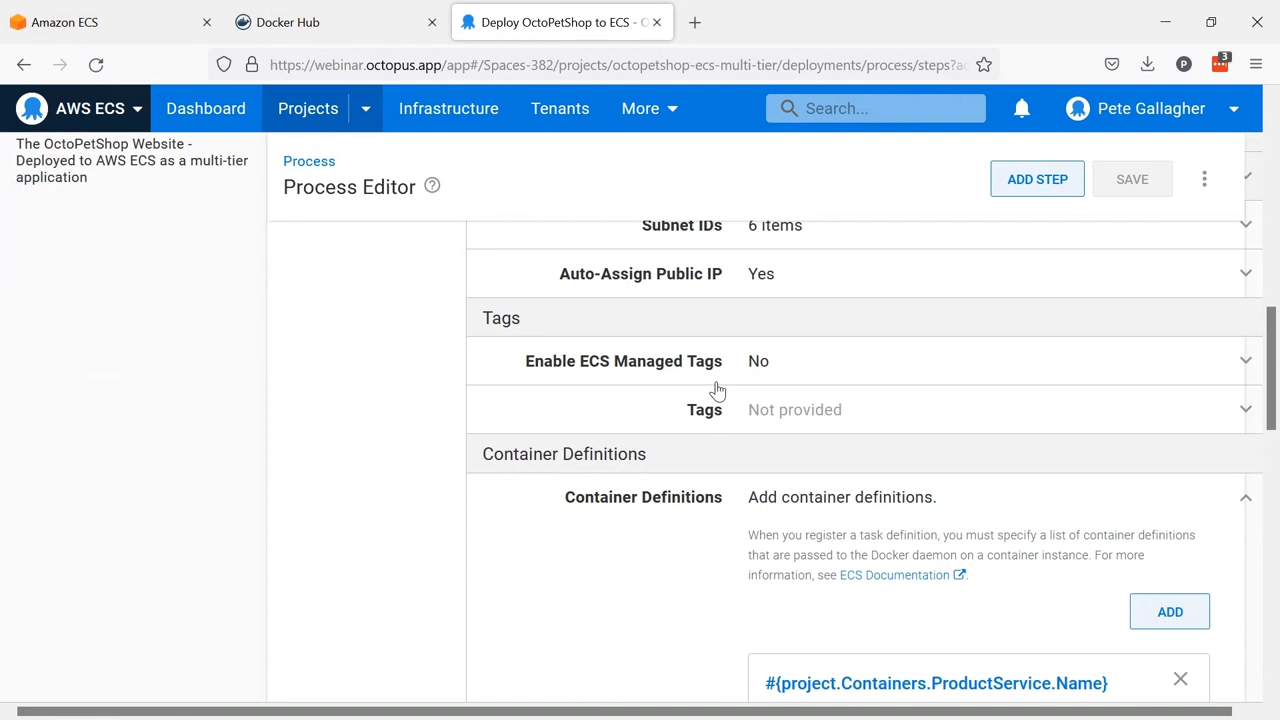 Amazon ECS
Docker Hub
Deploy OctoPetShop to ECS -
https://webinar.octopus.app/app#/Spaces-382/projects/octopetshop-ecs-multi-tier/deployments/process/steps?a
P
3
AWS ECS
Dashboard
Projects
Infrastructure
Tenants
More
Search...
Pete Gallagher
The OctoPetShop Website -
Deployed to AWS ECS as a multi-tier
application
Process
Process Editor
?
ADD STEP
SAVE
Subnet IDs 6 items
Auto-Assign Public IP Yes
Tags
Enable ECS Managed Tags No
Tags Not provided
Container Definitions
Container Definitions Add container definitions.
When you register a task definition, you must specify a list of container definitions
that are passed to the Docker daemon on a container instance. For more
information, see ECS Documentation.
ADD
#{project.Containers.ProductService.Name}